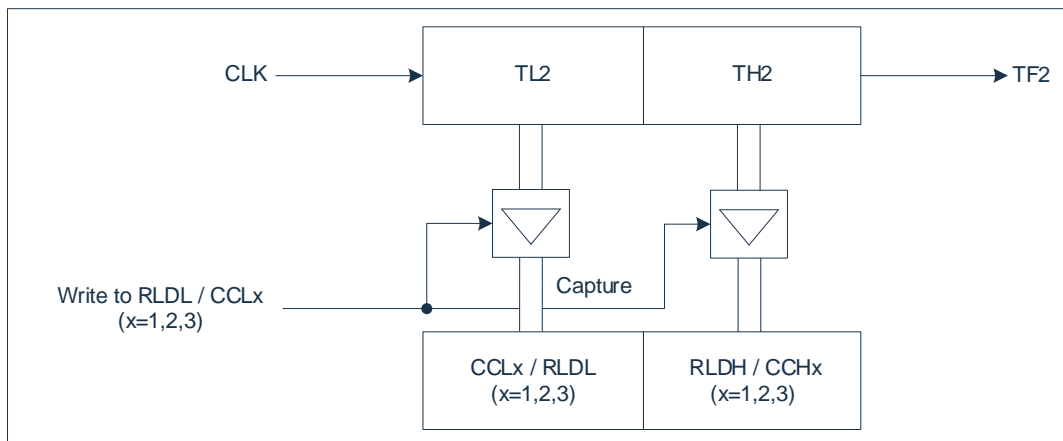 CLK
TL2
TH2
TF2
Write to RLDL / CCLx
(x=1,2,3)
Capture
CCLx / RLDL
(x=1,2,3)
RLDH / CCHx
(x=1,2,3)